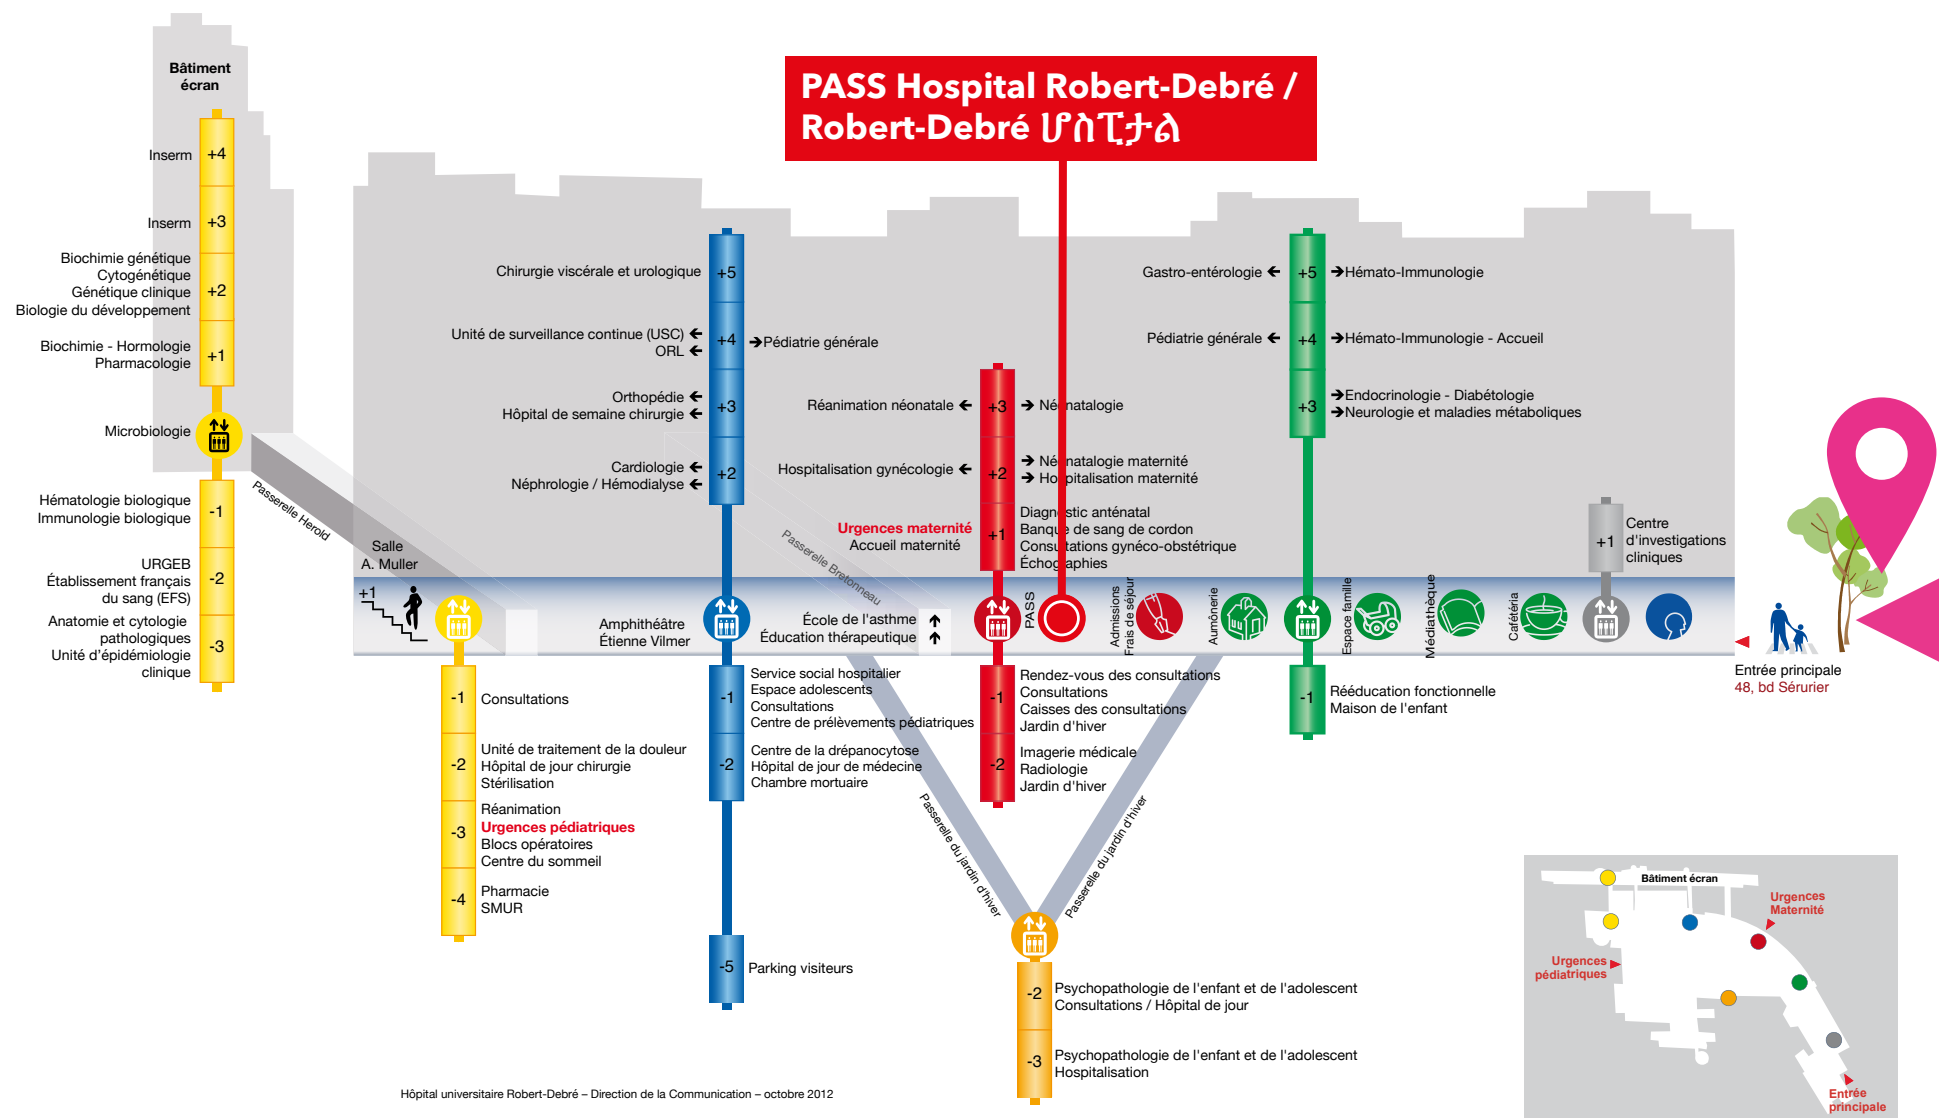 PASS Hospital Robert-Debré /
Robert-Debré ሆስፒታል
Bâtiment
écran
Inserm
+4
Inserm
+3
Biochimie génétique
Cytogénétique
Génétique clinique
Biologie du développement
+2
Biochimie - Hormologie
Pharmacologie
+1
Microbiologie
Hématologie biologique
Immunologie biologique
-1
URGEB
Établissement français
du sang (EFS)
-2
Anatomie et cytologie
pathologiques
Unité d'épidémiologie
clinique
-3
Passerelle Herold
Salle
A. Muller
+1
-1
Consultations
-2
Unité de traitement de la douleur
Hôpital de jour chirurgie
Stérilisation
-3
Réanimation
Urgences pédiatriques
Blocs opératoires
Centre du sommeil
-4
Pharmacie
SMUR
Chirurgie viscérale et urologique
+5
Unité de surveillance continue (USC)
ORL
+4
Pédiatrie générale
Orthopédie
Hôpital de semaine chirurgie
+3
Cardiologie
Néphrologie / Hémodialyse
+2
Passerelle Bretonneau
Amphithéâtre
Étienne Vilmer
École de l'asthme
Éducation thérapeutique
-1
Service social hospitalier
Espace adolescents
Consultations
Centre de prélèvements pédiatriques
-2
Centre de la drépanocytose
Hôpital de jour de médecine
Chambre mortuaire
-5
Parking visiteurs
Réanimation néonatale
+3
Néonatalogie
Hospitalisation gynécologie
+2
Néonatalogie maternité
Hospitalisation maternité
Urgences maternité
Accueil maternité
+1
Diagnostic anténatal
Banque de sang de cordon
Consultations gynéco-obstétrique
Échographies
PASS
Admissions
Frais de séjour
Aumônerie
Espace famille
Médiathèque
Cafétéria
-1
Rendez-vous des consultations
Consultations
Caisses des consultations
Jardin d'hiver
-2
Imagerie médicale
Radiologie
Jardin d'hiver
Gastro-entérologie
+5
Hémato-Immunologie
Pédiatrie générale
+4
Hémato-Immunologie - Accueil
+3
Endocrinologie - Diabétologie
Neurologie et maladies métaboliques
-1
Rééducation fonctionnelle
Maison de l'enfant
+1
Centre
d'investigations
cliniques
Entrée principale
48, bd Sérurier
Passerelle du jardin d'hiver
Passerelle du jardin d'hiver
-2
Psychopathologie de l'enfant et de l'adolescent
Consultations / Hôpital de jour
-3
Psychopathologie de l'enfant et de l'adolescent
Hospitalisation
Bâtiment écran
Urgences
Maternité
Urgences
pédiatriques
Entrée
principale
Hôpital universitaire Robert-Debré – Direction de la Communication – octobre 2012